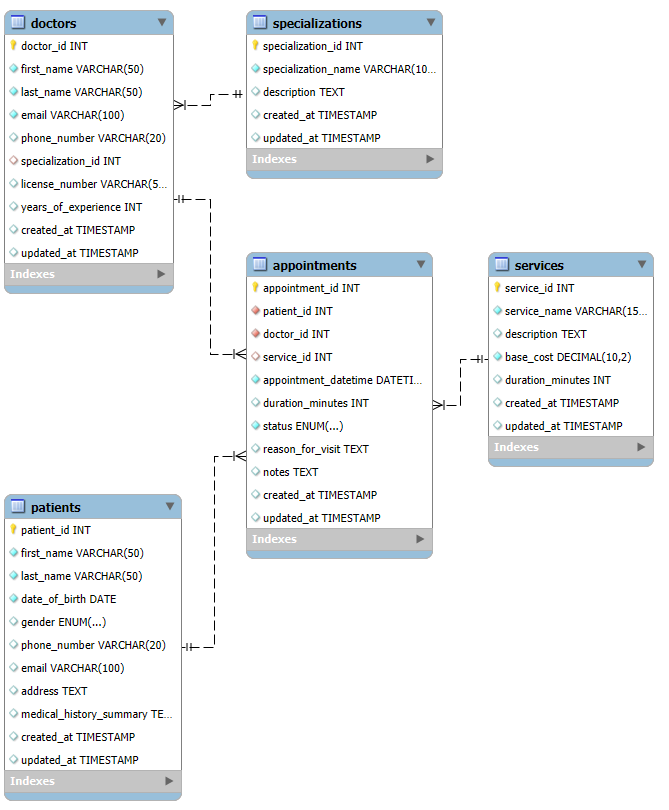 doctors
doctor_id INT
first_name VARCHAR(50)
last_name VARCHAR(50)
email VARCHAR(100)
phone_number VARCHAR(20)
specialization_id INT
license_number VARCHAR(5...
years_of_experience INT
created_at TIMESTAMP
updated_at TIMESTAMP
Indexes
specializations
specialization_id INT
specialization_name VARCHAR(10...
description TEXT
created_at TIMESTAMP
updated_at TIMESTAMP
Indexes
appointments
appointment_id INT
patient_id INT
doctor_id INT
service_id INT
appointment_datetime DATETI...
duration_minutes INT
status ENUM(...)
reason_for_visit TEXT
notes TEXT
created_at TIMESTAMP
updated_at TIMESTAMP
Indexes
services
service_id INT
service_name VARCHAR(15...
description TEXT
base_cost DECIMAL(10,2)
duration_minutes INT
created_at TIMESTAMP
updated_at TIMESTAMP
Indexes
patients
patient_id INT
first_name VARCHAR(50)
last_name VARCHAR(50)
date_of_birth DATE
gender ENUM(...)
phone_number VARCHAR(20)
email VARCHAR(100)
address TEXT
medical_history_summary TE...
created_at TIMESTAMP
updated_at TIMESTAMP
Indexes